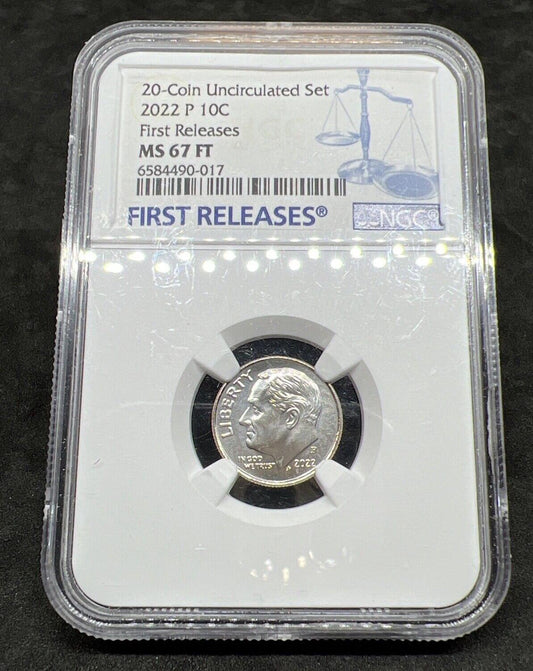 20-Coin Uncirculated Set
2022 P 10C
First Releases
MS 67 FT
6584490-017
FIRST RELEASES®
NGC®
LIBERTY
IN GOD
WE TRUST
P
2022